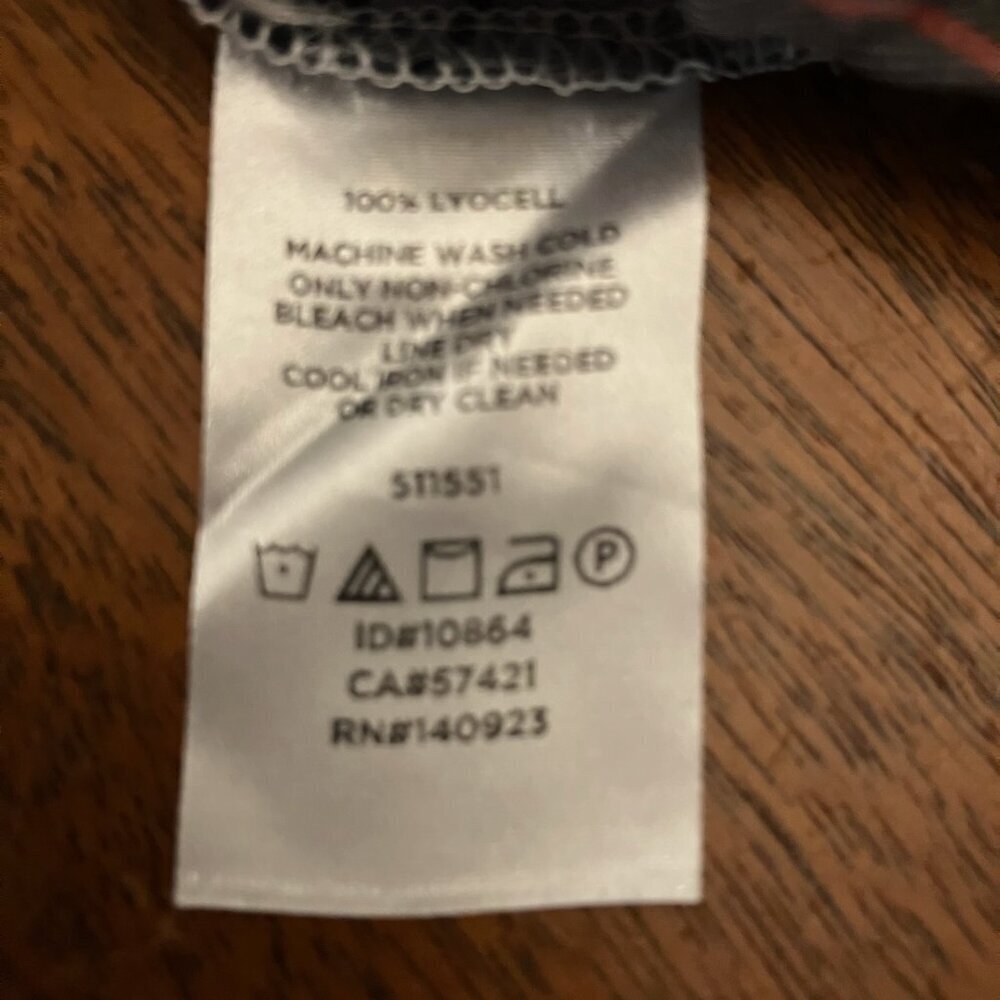 100% LYOCELL
MACHINE WASH COLD
ONLY NON-CHLORINE
BLEACH WHEN NEEDED
LINE DRY
COOL IRON IF NEEDED
OR DRY CLEAN
511551
P
ID#10864
CA#57421
RN#140923